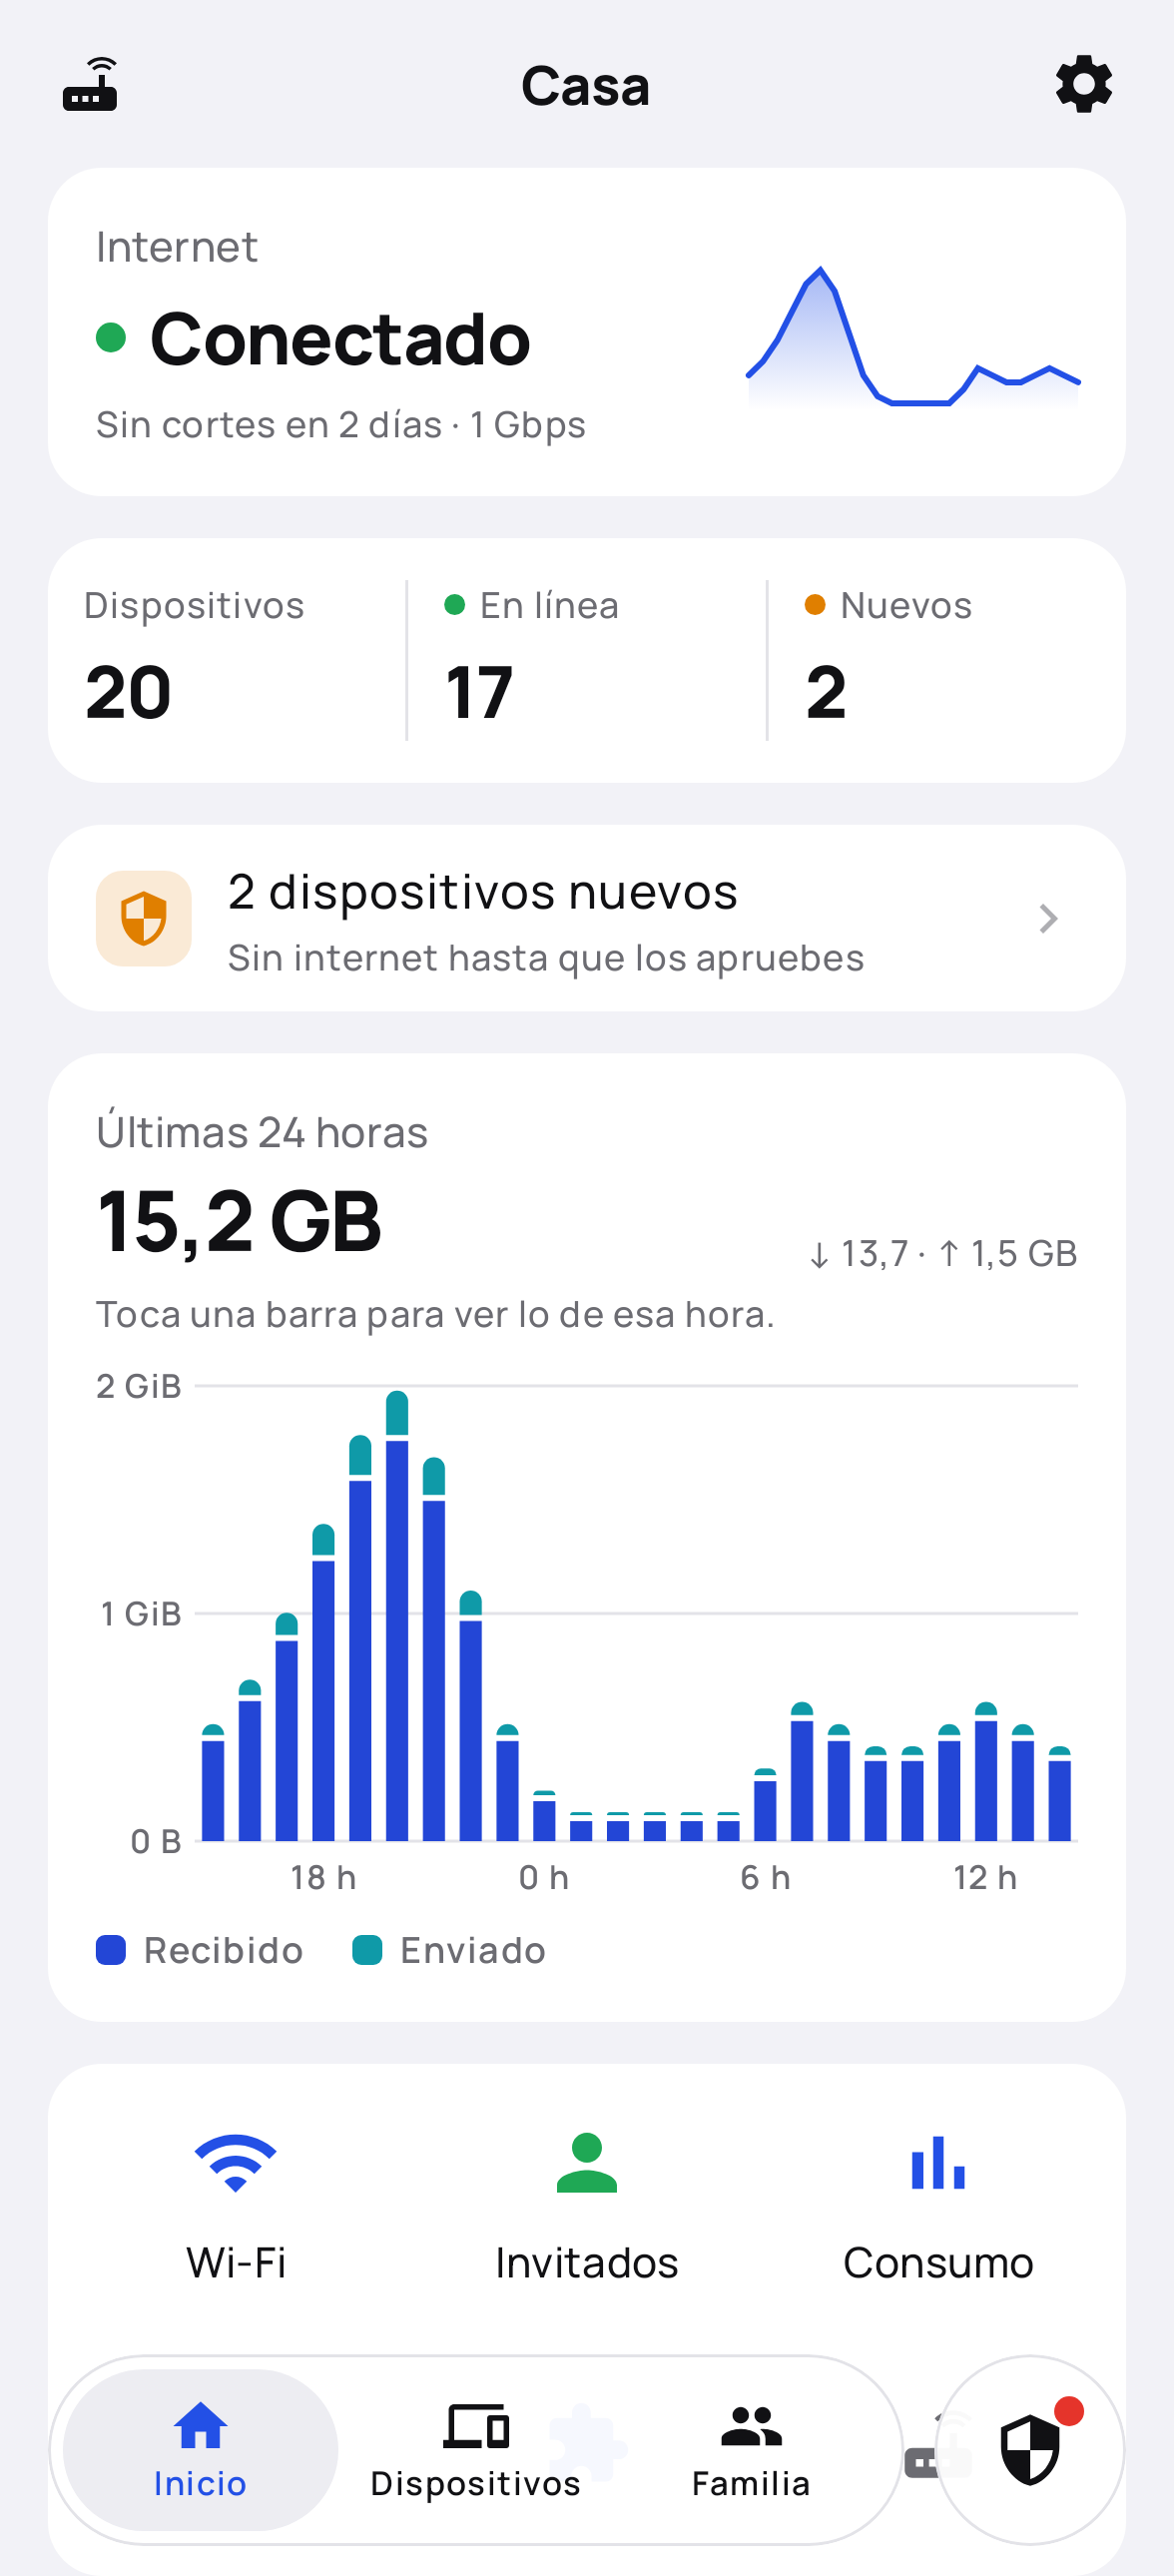 Casa
Internet
Conectado
Sin cortes en 2 días · 1 Gbps
Dispositivos
En línea
Nuevos
20
17
2
2 dispositivos nuevos
Sin internet hasta que los apruebes
Últimas 24 horas
15,2 GB
↓ 13,7 · ↑ 1,5 GB
Toca una barra para ver lo de esa hora.
2 GiB
1 GiB
0 B
18 h
0 h
6 h
12 h
Recibido
Enviado
Wi-Fi
Invitados
Consumo
Inicio
Dispositivos
Familia